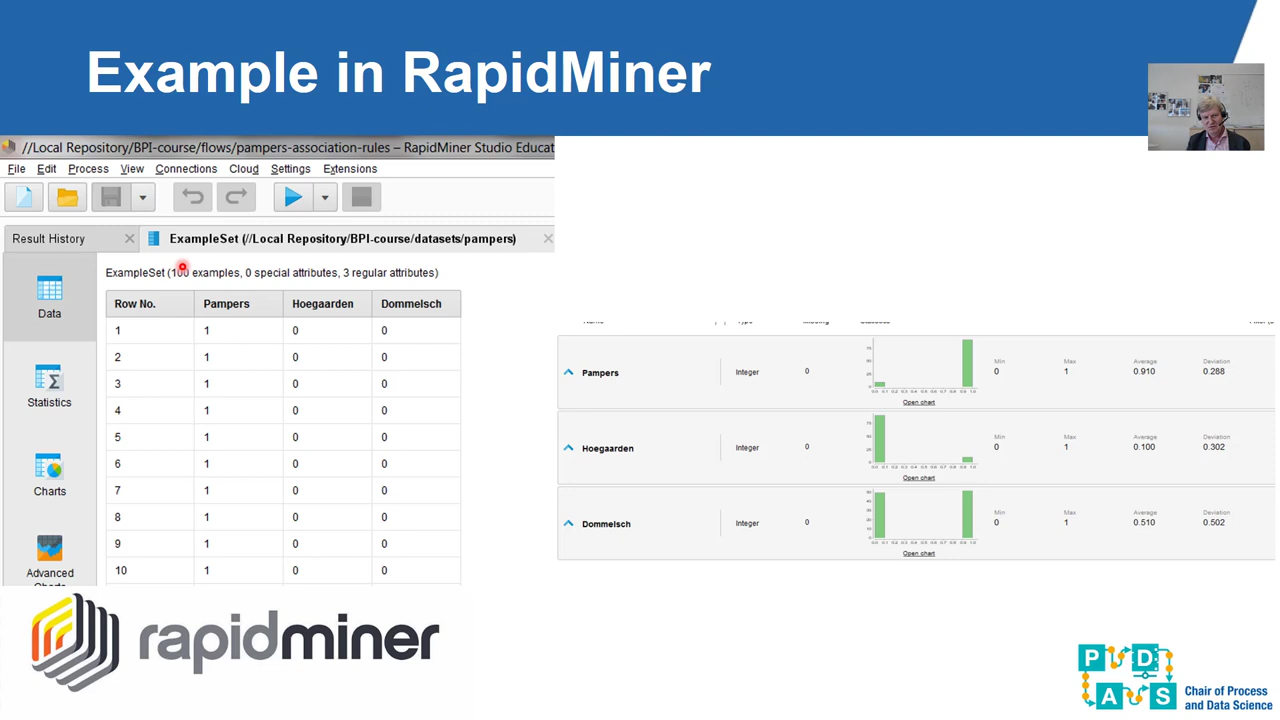 Example in RapidMiner
//Local Repository/BPI-course/flows/pampers-association-rules – RapidMiner Studio Educat
File Edit Process View Connections Cloud Settings Extensions
Result History
ExampleSet (//Local Repository/BPI-course/datasets/pampers)
ExampleSet (100 examples, 0 special attributes, 3 regular attributes)
Data
Statistics
Charts
Advanced
Row No. Pampers Hoegaarden Dommelsch
1 1 0 0
2 1 0 0
3 1 0 0
4 1 0 0
5 1 0 0
6 1 0 0
7 1 0 0
8 1 0 0
9 1 0 0
10 1 0 0
Pampers Integer 0 Min 0 Max 1 Average 0.910 Deviation 0.288
Open chart
Hoegaarden Integer 0 Min 0 Max 1 Average 0.100 Deviation 0.302
Open chart
Dommelsch Integer 0 Min 0 Max 1 Average 0.510 Deviation 0.502
Open chart
rapidminer
P D
A S
Chair of Process
and Data Science